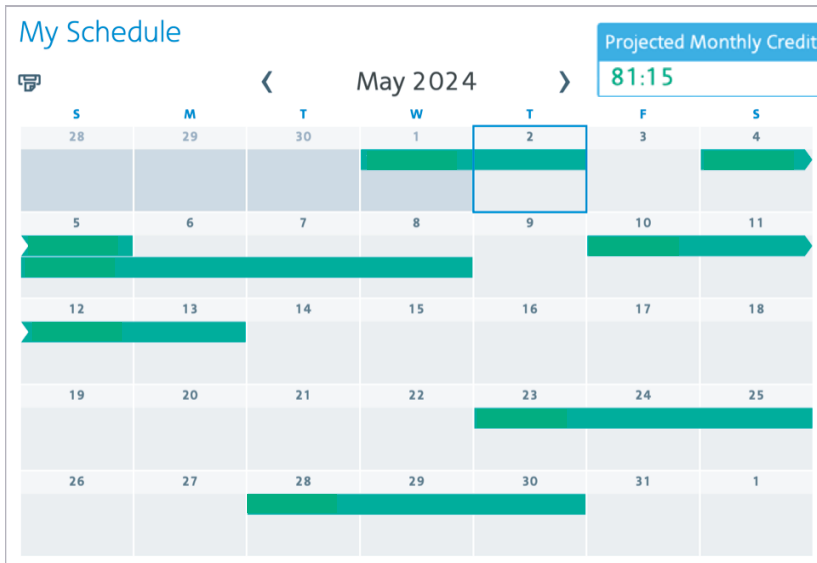 My Schedule
Projected Monthly Credit
81:15
May 2024
S M T W T F S
28 29 30 1 2 3 4
5 6 7 8 9 10 11
12 13 14 15 16 17 18
19 20 21 22 23 24 25
26 27 28 29 30 31 1